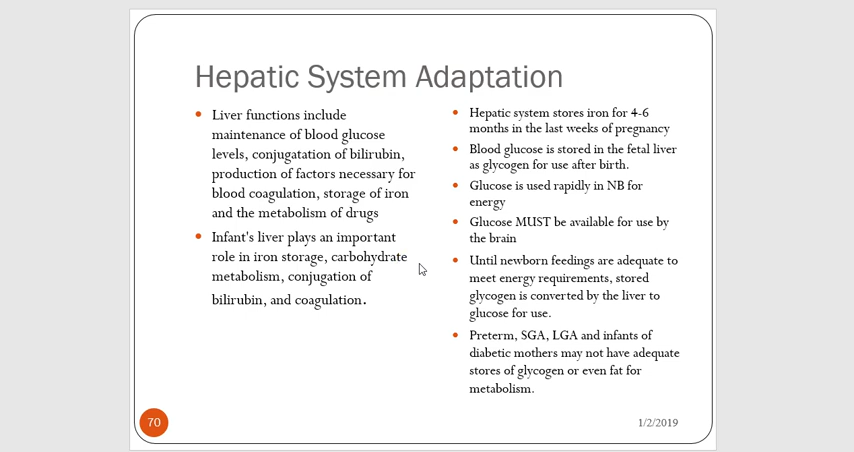 Hepatic System Adaptation
Liver functions include
maintenance of blood glucose
levels, conjugatation of bilirubin,
production of factors necessary for
blood coagulation, storage of iron
and the metabolism of drugs
Infant's liver plays an important
role in iron storage, carbohydrate
metabolism, conjugation of
bilirubin, and coagulation.
Hepatic system stores iron for 4-6
months in the last weeks of pregnancy
Blood glucose is stored in the fetal liver
as glycogen for use after birth.
Glucose is used rapidly in NB for
energy
Glucose MUST be available for use by
the brain
Until newborn feedings are adequate to
meet energy requirements, stored
glycogen is converted by the liver to
glucose for use.
Preterm, SGA, LGA and infants of
diabetic mothers may not have adequate
stores of glycogen or even fat for
metabolism.
70
1/2/2019